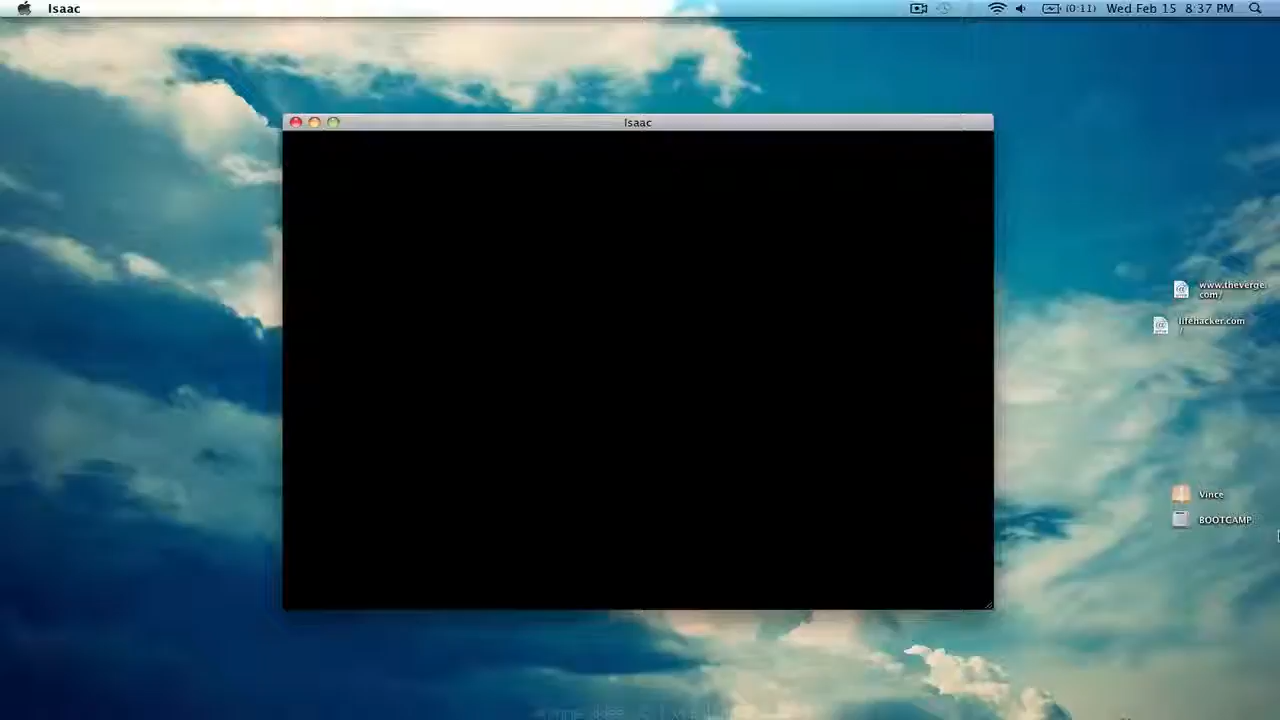 Isaac
(0:11) Wed Feb 15 8:37 PM
Isaac
www.theverge.
com/
lifehacker.com
/
Vince
BOOTCAMP